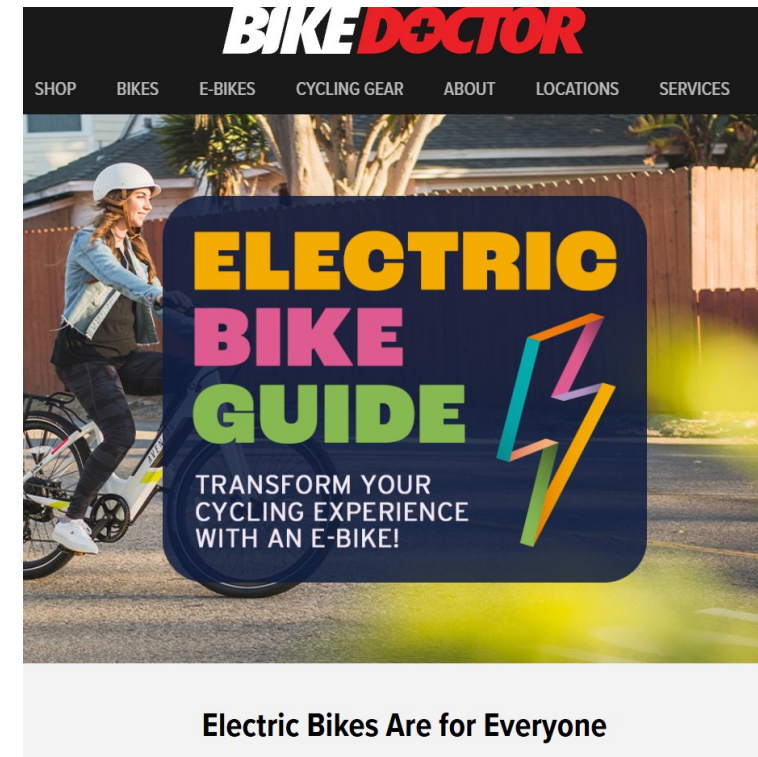 BIKEDOCTOR
SHOP BIKES E-BIKES CYCLING GEAR ABOUT LOCATIONS SERVICES
ELECTRIC
BIKE
GUIDE
TRANSFORM YOUR
CYCLING EXPERIENCE
WITH AN E-BIKE!
Electric Bikes Are for Everyone